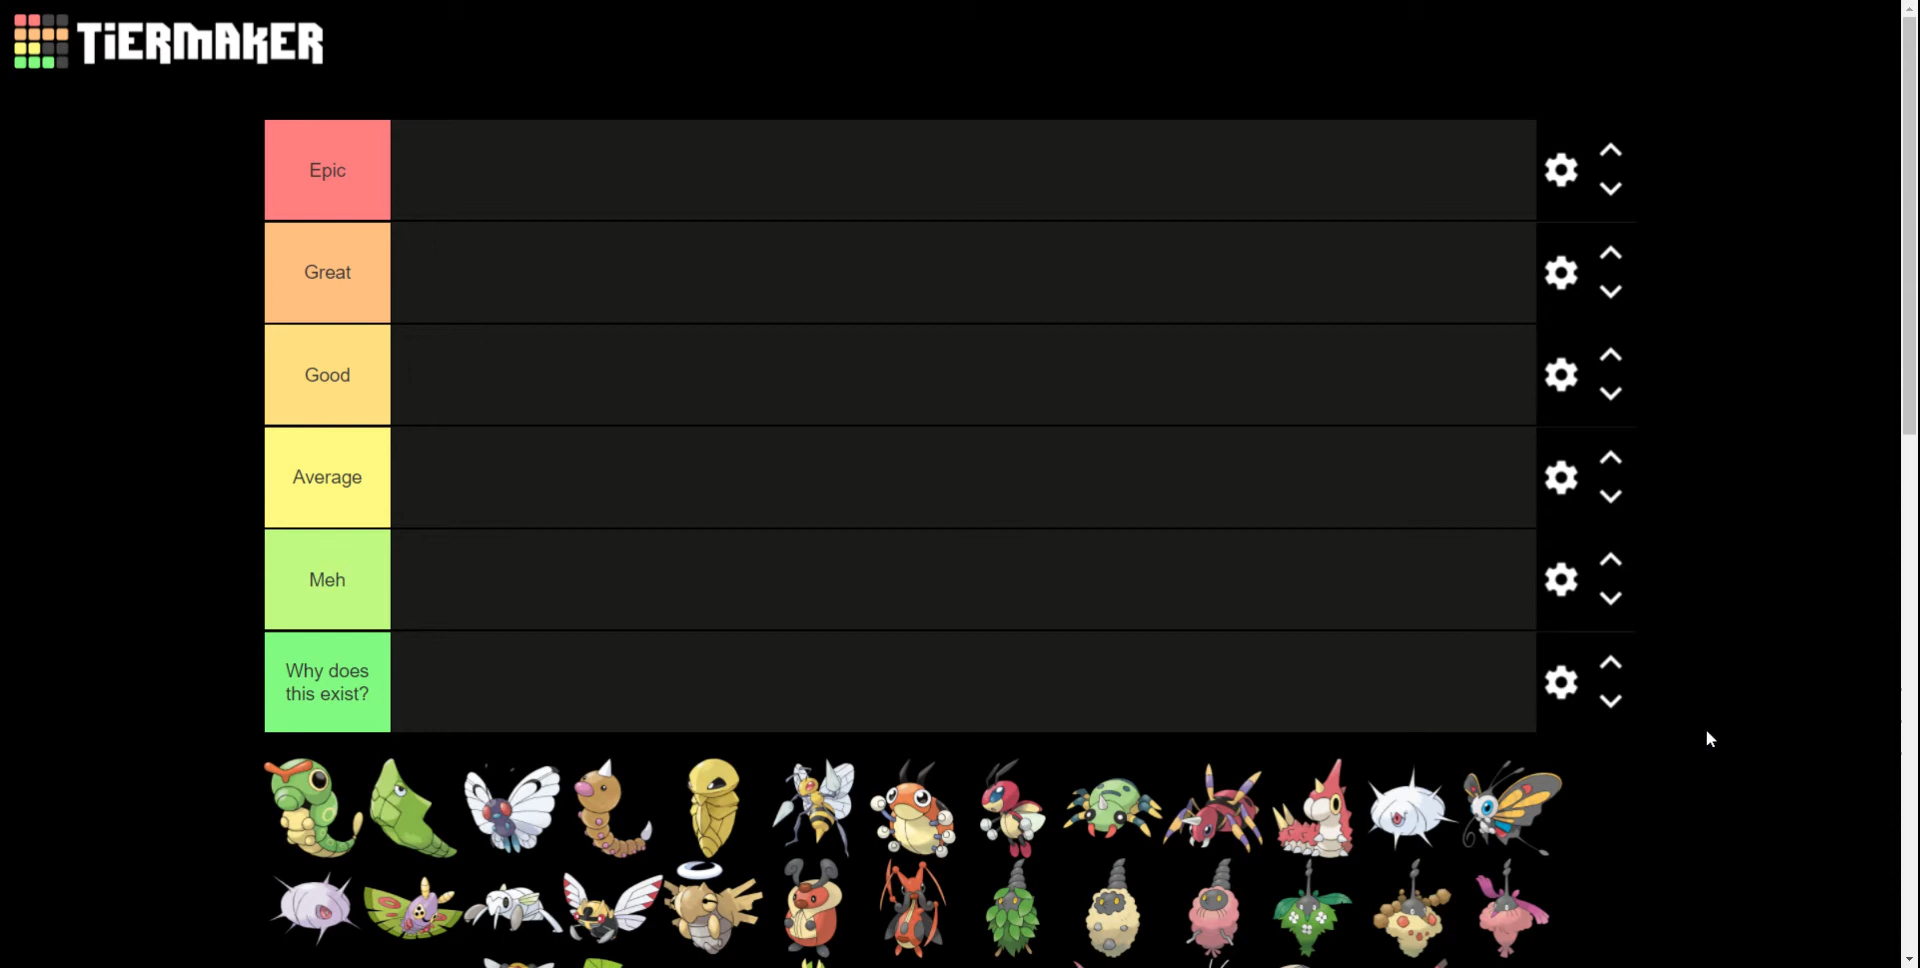 TiERMAKER
Epic
Great
Good
Average
Meh
Why does
this exist?